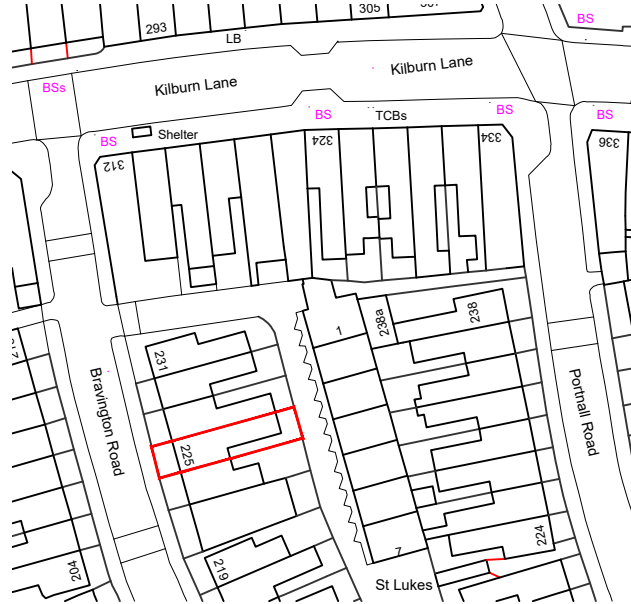 293
305
BS
LB
Kilburn Lane
Kilburn Lane
BSs
BS
BS
BS
TCBs
BS
Shelter
312
324
334
336
1
238a
238
231
Bravington Road
225
Portnall Road
204
219
7
224
St Lukes